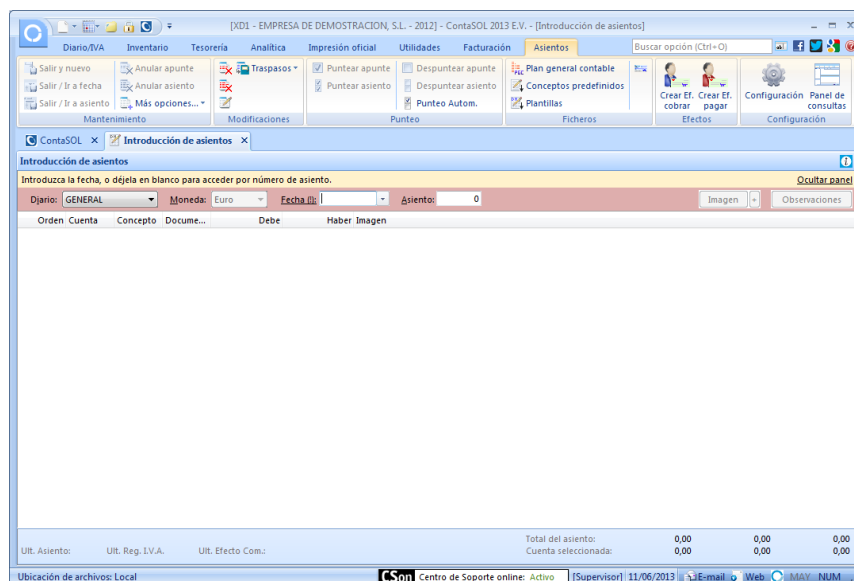 [XD1 - EMPRESA DE DEMOSTRACION, S.L. - 2012] - ContaSOL 2013 E.V. - [Introducción de asientos]
Diario/IVA Inventario Tesorería Analítica Impresión oficial Utilidades Facturación Asientos Buscar opción (Ctrl+O)
Salir y nuevo Anular apunte Traspasos Puntear apunte Despuntear apunte Plan general contable
Salir / Ir a fecha Anular asiento Puntear asiento Despuntear asiento Conceptos predefinidos
Salir / Ir a asiento Más opciones... Punteo Autom. Plantillas
Crear Ef. cobrar Crear Ef. pagar Configuración Panel de consultas
Mantenimiento Modificaciones Punteo Ficheros Efectos Configuración
ContaSOL Introducción de asientos
Introducción de asientos
Introduzca la fecha, o déjela en blanco para acceder por número de asiento. Ocultar panel
Diario: GENERAL Moneda: Euro Fecha Asiento: 0 Imagen + Observaciones
Orden Cuenta Concepto Docume... Debe Haber Imagen
Total del asiento: 0,00 0,00 0,00
Ult. Asiento: Ult. Reg. I.V.A. Ult. Efecto Com.: Cuenta seleccionada: 0,00 0,00 0,00
Ubicación de archivos: Local CSon Centro de Soporte online: Activo [Supervisor] 11/06/2013 E-mail Web MAY NUM